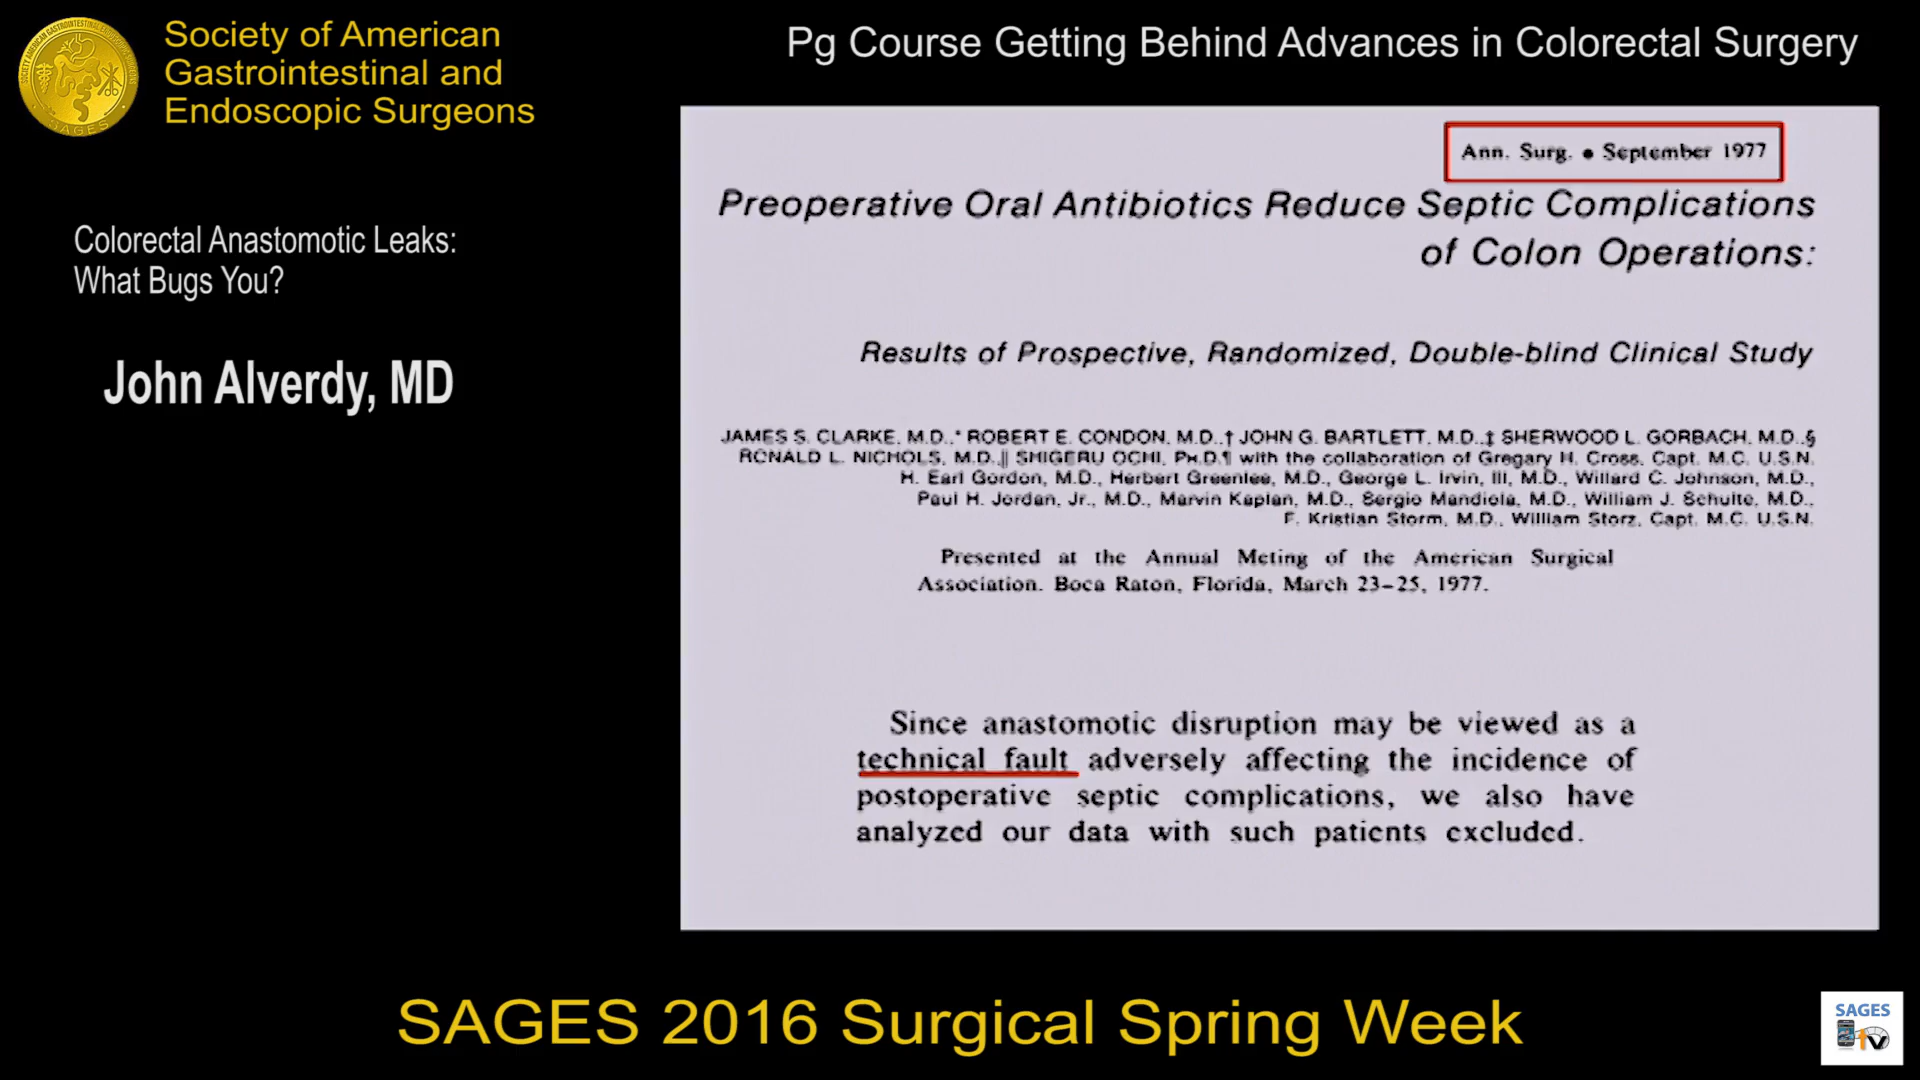 Society of American
Gastrointestinal and
Endoscopic Surgeons
Pg Course Getting Behind Advances in Colorectal Surgery
Colorectal Anastomotic Leaks:
What Bugs You?
John Alverdy, MD
Ann. Surg. • September 1977
Preoperative Oral Antibiotics Reduce Septic Complications
of Colon Operations:
Results of Prospective, Randomized, Double-blind Clinical Study
JAMES S. CLARKE, M.D.,* ROBERT E. CONDON, M.D.,† JOHN G. BARTLETT, M.D.,‡ SHERWOOD L. GORBACH, M.D.,§
RONALD L. NICHOLS, M.D.,|| SHIGERU OCHI, PH.D.¶ with the collaboration of Gregary H. Cross, Capt. M.C. U.S.N.
H. Earl Gordon, M.D., Herbert Greenlee, M.D., George L. Irvin, III, M.D., Willard C. Johnson, M.D.,
Paul H. Jordan, Jr., M.D., Marvin Kaplan, M.D., Sergio Mandiola, M.D., William J. Schulte, M.D.,
F. Kristian Storm, M.D., William Storz, Capt. M.C. U.S.N.
Presented at the Annual Meting of the American Surgical
Association. Boca Raton, Florida, March 23–25, 1977.
Since anastomotic disruption may be viewed as a
technical fault adversely affecting the incidence of
postoperative septic complications, we also have
analyzed our data with such patients excluded.
SAGES 2016 Surgical Spring Week
SAGES
tv
SAGES